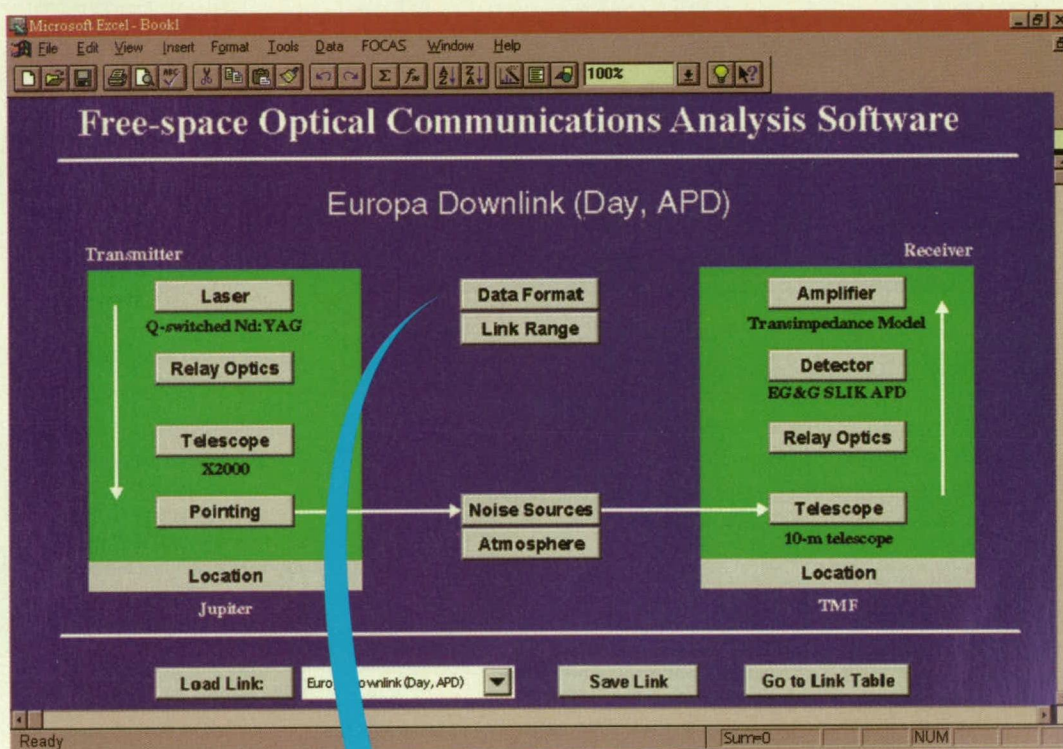 Microsoft Excel - Book1
File Edit View Insert Format Tools Data FOCAS Window Help
100%
Free-space Optical Communications Analysis Software
Europa Downlink (Day, APD)
Transmitter
Receiver
Laser
Q-switched Nd:YAG
Relay Optics
Telescope
X2000
Pointing
Location
Jupiter
Data Format
Link Range
Noise Sources
Atmosphere
Amplifier
Transimpedance Model
Detector
EG&G SLIK APD
Relay Optics
Telescope
10-m telescope
Location
TMF
Load Link:
Downlink (Day, APD)
Save Link
Go to Link Table
Ready
Sum=0
NUM